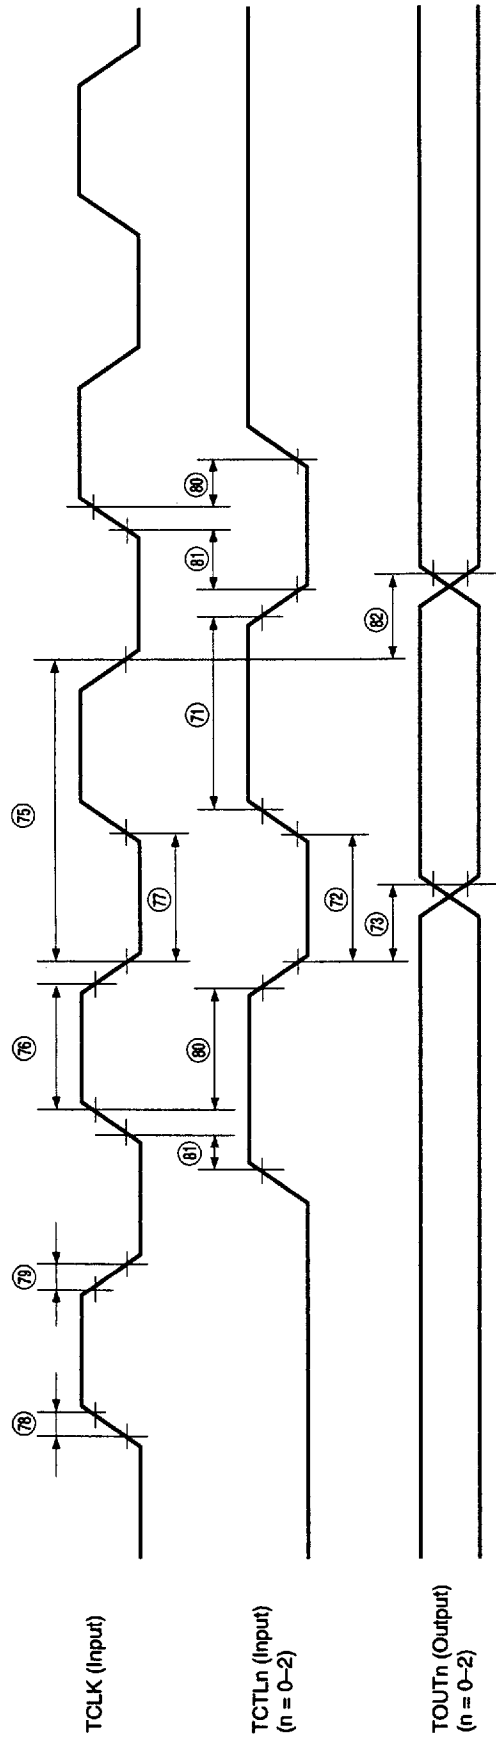 TCLK (Input)
78
79
76
75
77
TCTLn (Input)
(n = 0–2)
81
80
72
71
81
80
TOUTn (Output)
(n = 0–2)
73
82